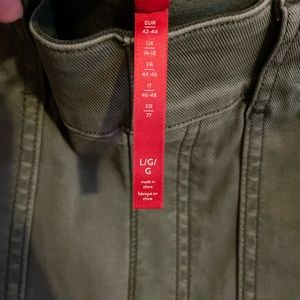 EUR
42-44
UK
16-18
FR
44-46
IT
46-48
KR
77
L/G/
G
made in
china
fabriqué en
chine